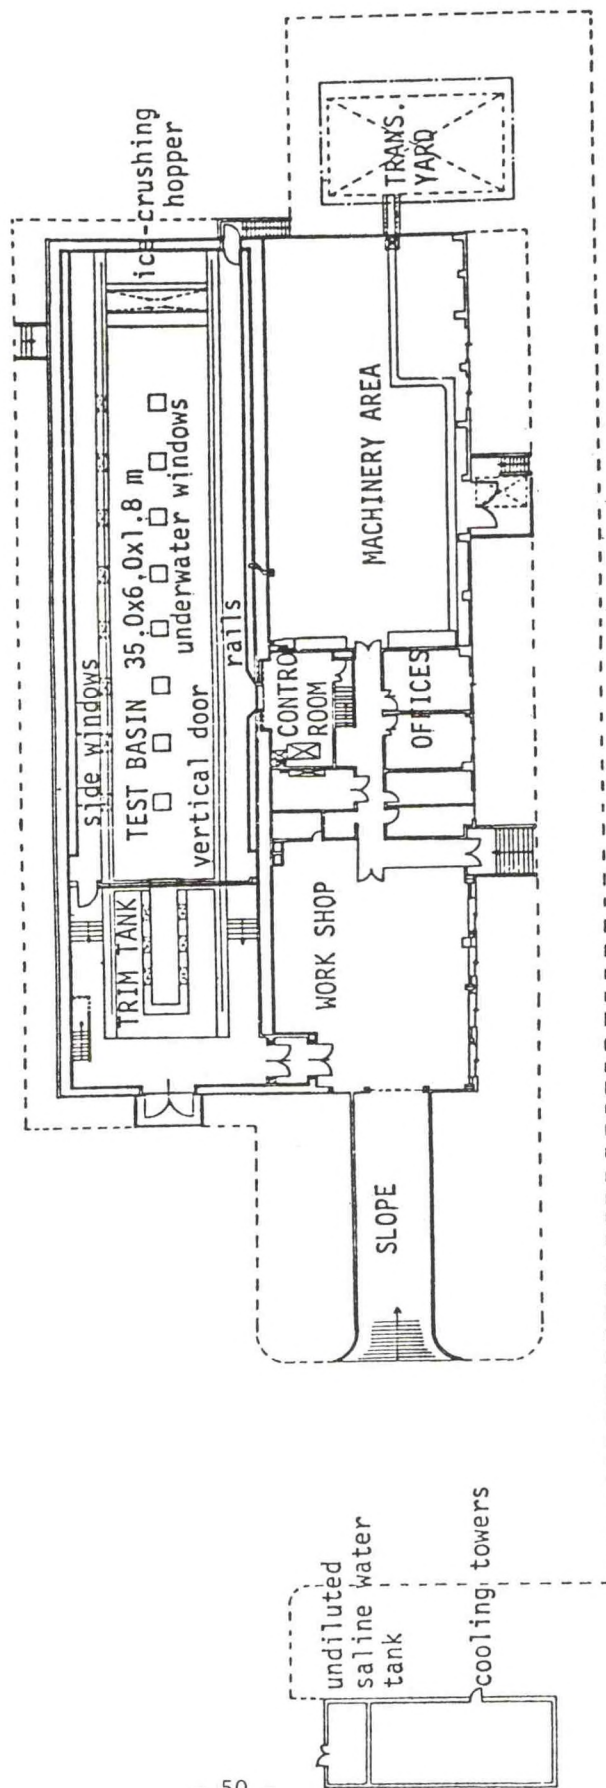 side windows
TEST BASIN 35.0x6.0x1.8 m
underwater windows
vertical door
rails
ice-crushing
hopper
TRIM TANK
WORK SHOP
CONTRO
ROOM
OFFICES
MACHINERY AREA
TRANS.
YARD
SLOPE
undiluted
saline water
tank
cooling towers
50